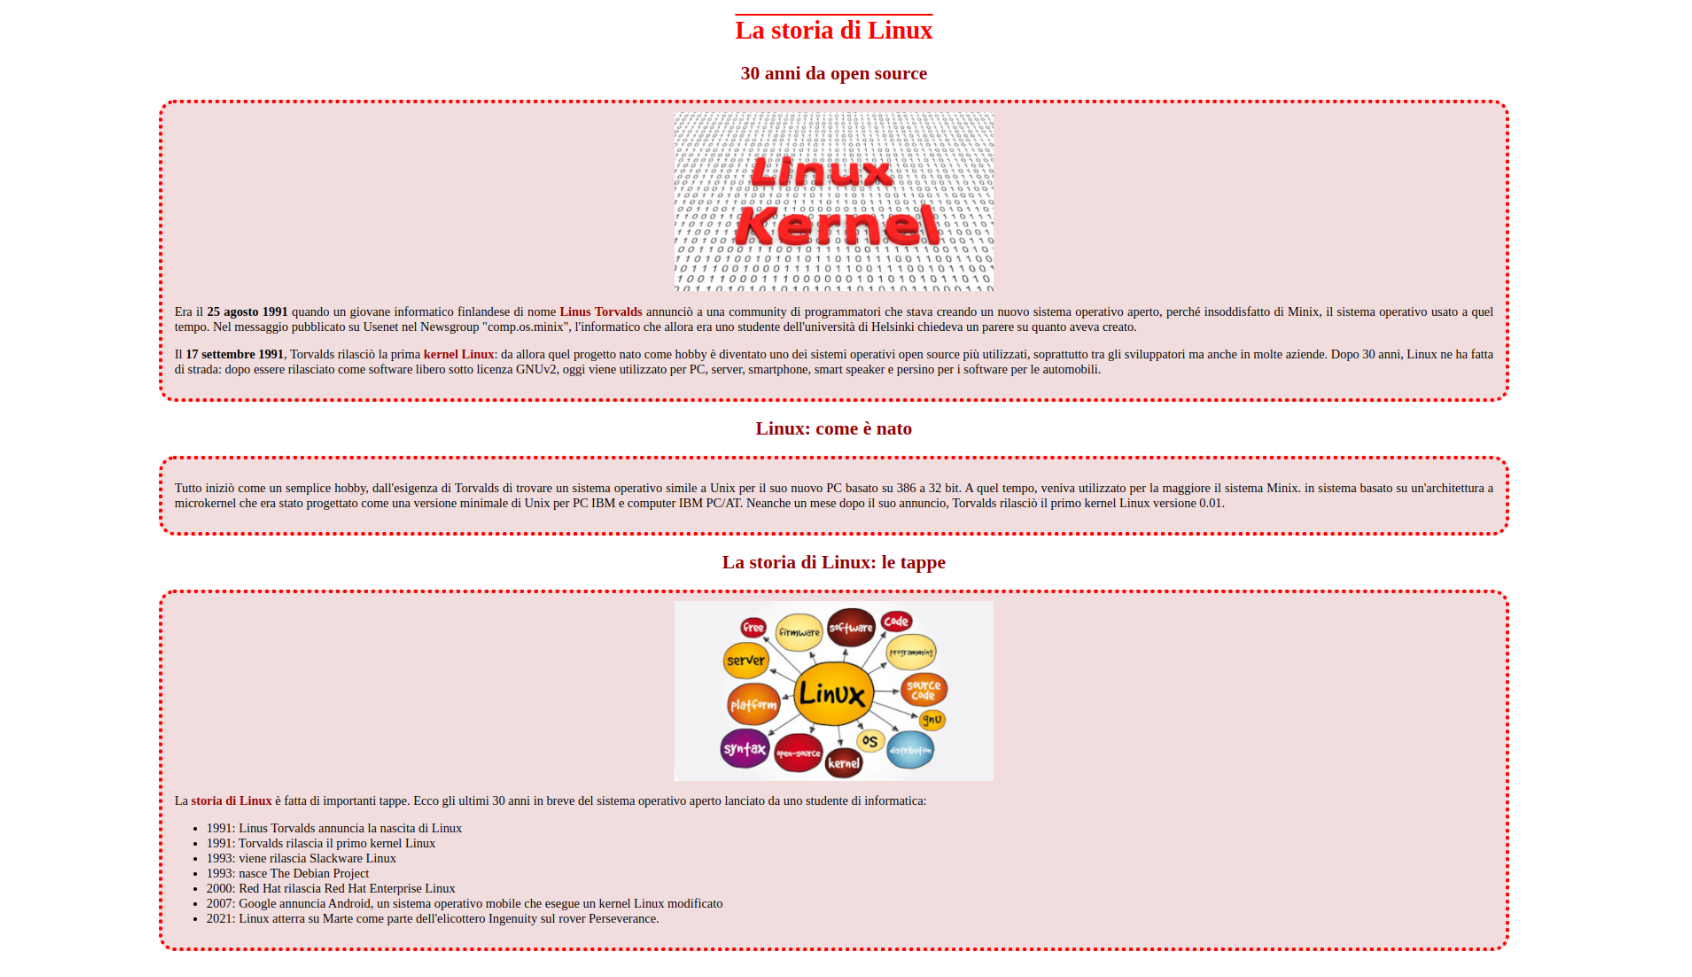 La storia di Linux
30 anni da open source
Linux
Kernel
Era il 25 agosto 1991 quando un giovane informatico finlandese di nome Linus Torvalds annunciò a una community di programmatori che stava creando un nuovo sistema operativo aperto, perché insoddisfatto di Minix, il sistema operativo usato a quel
tempo. Nel messaggio pubblicato su Usenet nel Newsgroup "comp.os.minix", l'informatico che allora era uno studente dell'università di Helsinki chiedeva un parere su quanto aveva creato.
Il 17 settembre 1991, Torvalds rilasciò la prima kernel Linux: da allora quel progetto nato come hobby è diventato uno dei sistemi operativi open source più utilizzati, soprattutto tra gli sviluppatori ma anche in molte aziende. Dopo 30 anni, Linux ne ha fatta
di strada: dopo essere rilasciato come software libero sotto licenza GNUv2, oggi viene utilizzato per PC, server, smartphone, smart speaker e persino per i software per le automobili.
Linux: come è nato
Tutto iniziò come un semplice hobby, dall'esigenza di Torvalds di trovare un sistema operativo simile a Unix per il suo nuovo PC basato su 386 a 32 bit. A quel tempo, veniva utilizzato per la maggiore il sistema Minix. in sistema basato su un'architettura a
microkernel che era stato progettato come una versione minimale di Unix per PC IBM e computer IBM PC/AT. Neanche un mese dopo il suo annuncio, Torvalds rilasciò il primo kernel Linux versione 0.01.
La storia di Linux: le tappe
free
firmware
software
code
programming
server
Linux
source
code
platform
gnu
syntax
open-source
kernel
OS
distribution
La storia di Linux è fatta di importanti tappe. Ecco gli ultimi 30 anni in breve del sistema operativo aperto lanciato da uno studente di informatica:
• 1991: Linus Torvalds annuncia la nascita di Linux
• 1991: Torvalds rilascia il primo kernel Linux
• 1993: viene rilascia Slackware Linux
• 1993: nasce The Debian Project
• 2000: Red Hat rilascia Red Hat Enterprise Linux
• 2007: Google annuncia Android, un sistema operativo mobile che esegue un kernel Linux modificato
• 2021: Linux atterra su Marte come parte dell'elicottero Ingenuity sul rover Perseverance.